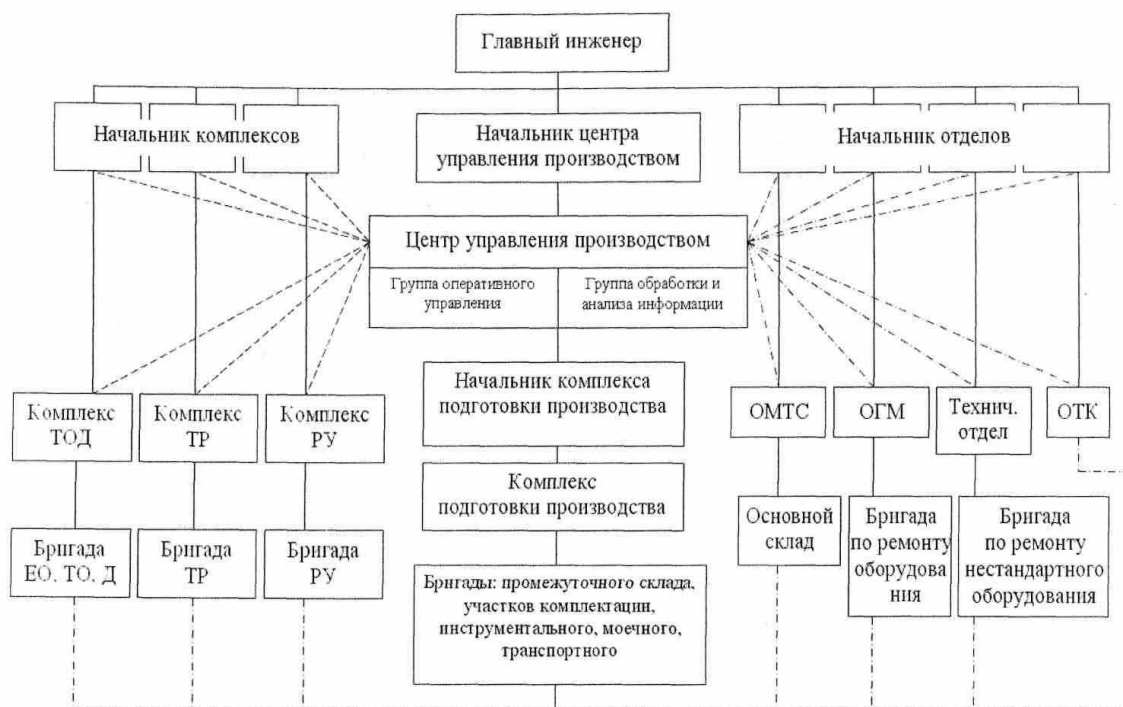 Главный инженер
Начальник комплексов
Начальник центра
управления производством
Начальник отделов
Центр управления производством
Группа оперативного
управления
Группа обработки и
анализа информации
Начальник комплекса
подготовки производства
Комплекс
ТОД
Комплекс
ТР
Комплекс
РУ
ОМТС
ОГМ
Технич.
отдел
ОТК
Комплекс
подготовки производства
Бригада
ЕО. ТО. Д
Бригада
ТР
Бригада
РУ
Основной
склад
Бригада
по ремонту
оборудова
ния
Бригада
по ремонту
нестандартного
оборудования
Бригады: промежуточного склада,
участков комплектации,
инструментального, моечного,
транспортного